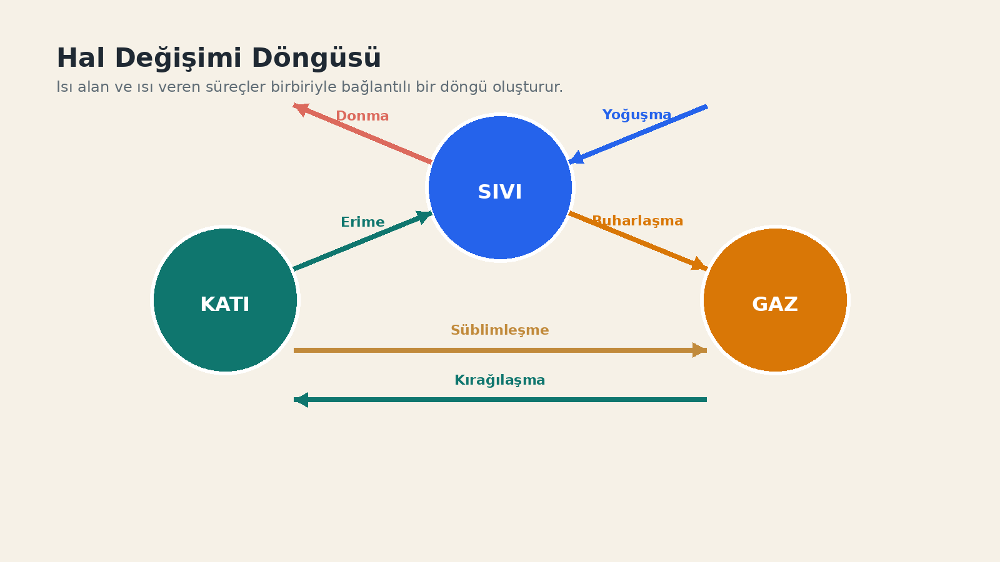 Hal Değişimi Döngüsü
Isı alan ve ısı veren süreçler birbiriyle bağlantılı bir döngü oluşturur.
Donma
Yoğuşma
SIVI
Erime
Buharlaşma
KATI
GAZ
Süblimleşme
Kırağılaşma